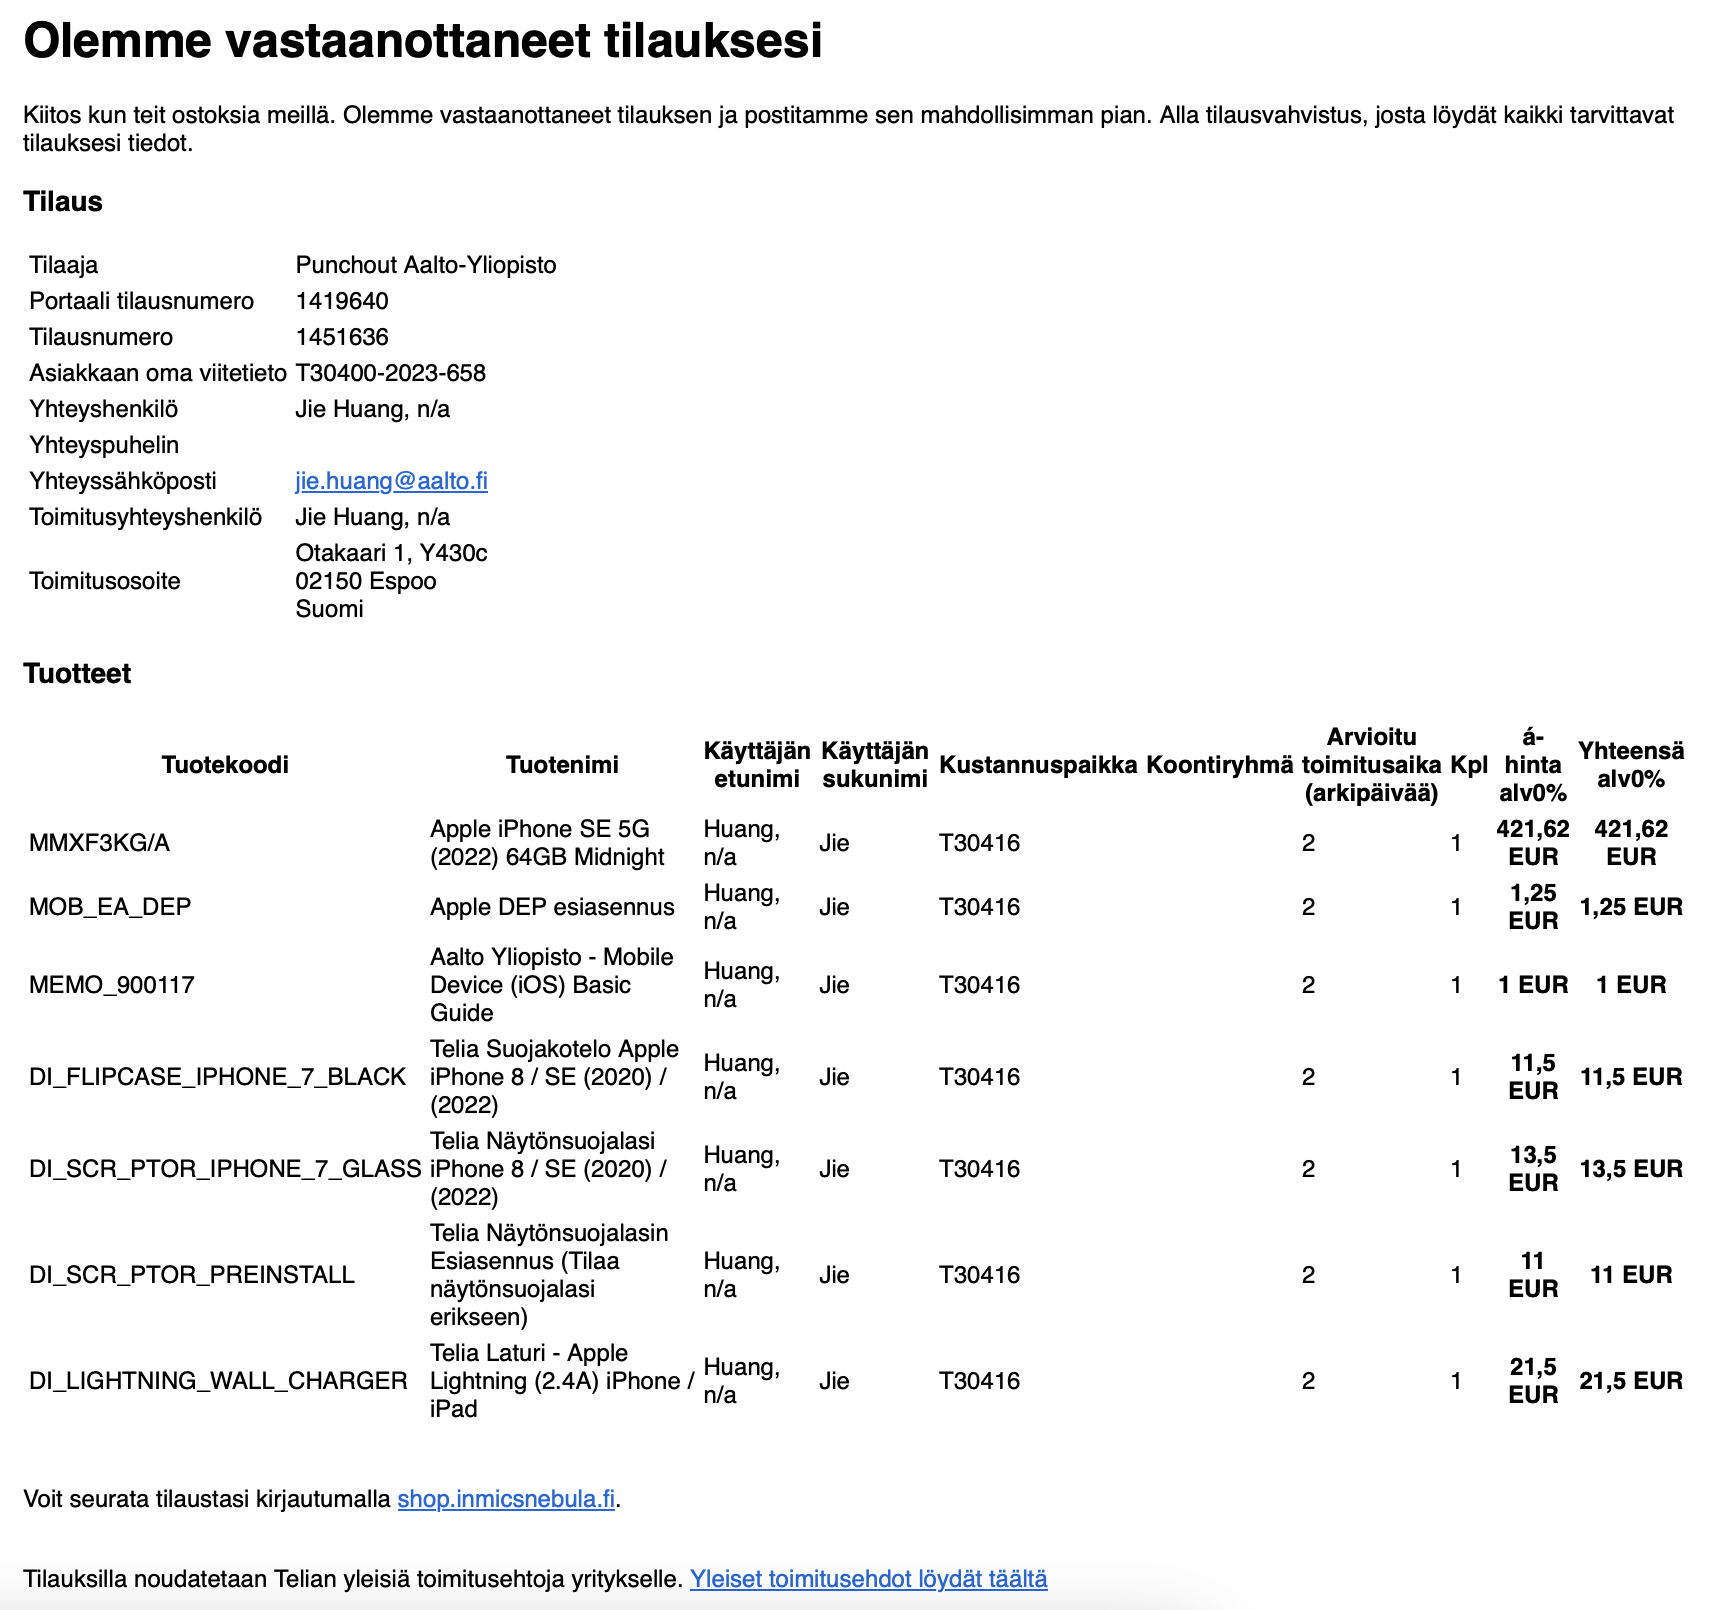 Olemme vastaanottaneet tilauksesi
Kiitos kun teit ostoksia meillä. Olemme vastaanottaneet tilauksen ja postitamme sen mahdollisimman pian. Alla tilausvahvistus, josta löydät kaikki tarvittavat
tilauksesi tiedot.
Tilaus
Tilaaja Punchout Aalto-Yliopisto
Portaali tilausnumero 1419640
Tilausnumero 1451636
Asiakkaan oma viitetieto T30400-2023-658
Yhteyshenkilö Jie Huang, n/a
Yhteyspuhelin
Yhteyssähköposti jie.huang@aalto.fi
Toimitusyhteyshenkilö Jie Huang, n/a
Toimitusosoite Otakaari 1, Y430c
02150 Espoo
Suomi
Tuotteet
Tuotekoodi Tuotenimi Käyttäjän etunimi Käyttäjän sukunimi Kustannuspaikka Koontiryhmä Arvioitu toimitusaika (arkipäivää) Kpl á-hinta alv0% Yhteensä alv0%
MMXF3KG/A Apple iPhone SE 5G (2022) 64GB Midnight Huang, n/a Jie T30416 2 1 421,62 EUR 421,62 EUR
MOB_EA_DEP Apple DEP esiasennus Huang, n/a Jie T30416 2 1 1,25 EUR 1,25 EUR
MEMO_900117 Aalto Yliopisto - Mobile Device (iOS) Basic Guide Huang, n/a Jie T30416 2 1 1 EUR 1 EUR
DI_FLIPCASE_IPHONE_7_BLACK Telia Suojakotelo Apple iPhone 8 / SE (2020) / (2022) Huang, n/a Jie T30416 2 1 11,5 EUR 11,5 EUR
DI_SCR_PTOR_IPHONE_7_GLASS Telia Näytönsuojalasi iPhone 8 / SE (2020) / (2022) Huang, n/a Jie T30416 2 1 13,5 EUR 13,5 EUR
DI_SCR_PTOR_PREINSTALL Telia Näytönsuojalasin Esiasennus (Tilaa näytönsuojalasi erikseen) Huang, n/a Jie T30416 2 1 11 EUR 11 EUR
DI_LIGHTNING_WALL_CHARGER Telia Laturi - Apple Lightning (2.4A) iPhone / iPad Huang, n/a Jie T30416 2 1 21,5 EUR 21,5 EUR
Voit seurata tilaustasi kirjautumalla shop.inmicsnebula.fi.
Tilauksilla noudatetaan Telian yleisiä toimitusehtoja yritykselle. Yleiset toimitusehdot löydät täältä